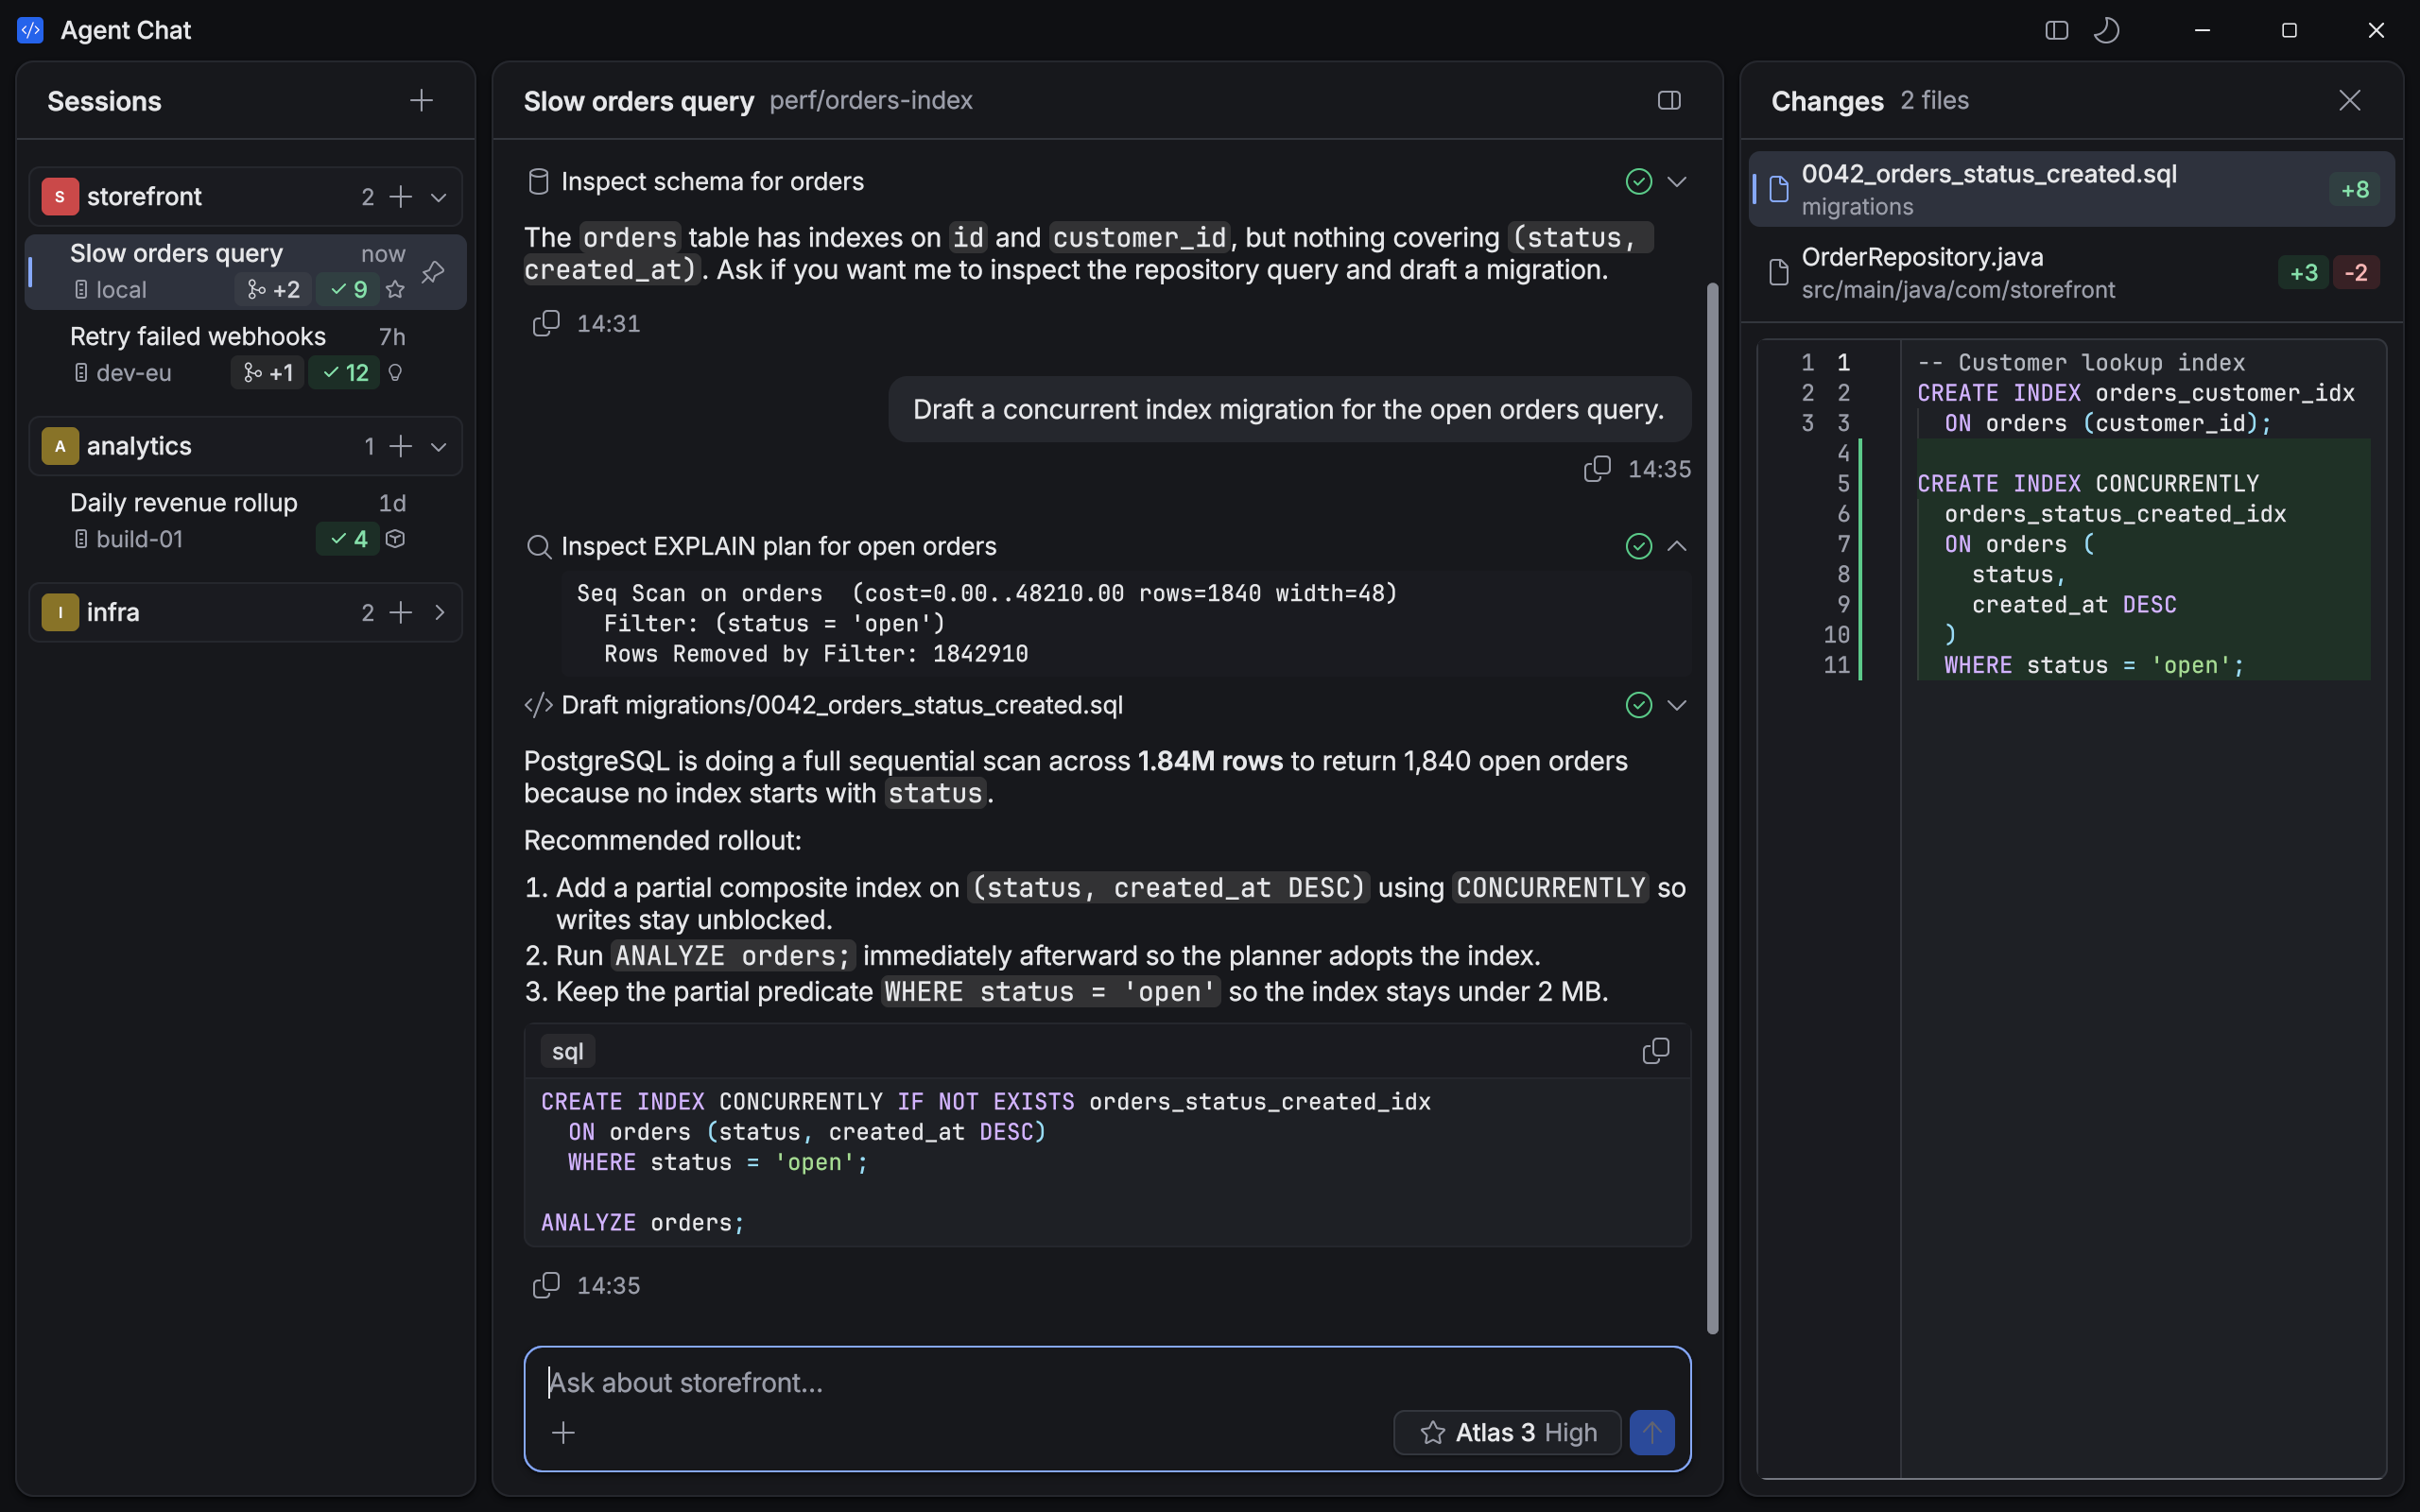 Agent Chat
Sessions
S storefront 2
Slow orders query now
local +2 9
Retry failed webhooks 7h
dev-eu +1 12
A analytics 1
Daily revenue rollup 1d
build-01 4
I infra 2
Slow orders query perf/orders-index
Inspect schema for orders
The orders table has indexes on id and customer_id, but nothing covering (status,
created_at). Ask if you want me to inspect the repository query and draft a migration.
14:31
Draft a concurrent index migration for the open orders query.
14:35
Inspect EXPLAIN plan for open orders
Seq Scan on orders  (cost=0.00..48210.00 rows=1840 width=48)
  Filter: (status = 'open')
  Rows Removed by Filter: 1842910
Draft migrations/0042_orders_status_created.sql
PostgreSQL is doing a full sequential scan across 1.84M rows to return 1,840 open orders
because no index starts with status.
Recommended rollout:
1. Add a partial composite index on (status, created_at DESC) using CONCURRENTLY so
writes stay unblocked.
2. Run ANALYZE orders; immediately afterward so the planner adopts the index.
3. Keep the partial predicate WHERE status = 'open' so the index stays under 2 MB.
sql
CREATE INDEX CONCURRENTLY IF NOT EXISTS orders_status_created_idx
  ON orders (status, created_at DESC)
  WHERE status = 'open';
ANALYZE orders;
14:35
Ask about storefront...
Atlas 3 High
Changes 2 files
0042_orders_status_created.sql
migrations
+8
OrderRepository.java
src/main/java/com/storefront
+3 -2
1 1 -- Customer lookup index
2 2 CREATE INDEX orders_customer_idx
3 3   ON orders (customer_id);
4
5 CREATE INDEX CONCURRENTLY
6   orders_status_created_idx
7   ON orders (
8     status,
9     created_at DESC
10   )
11   WHERE status = 'open';